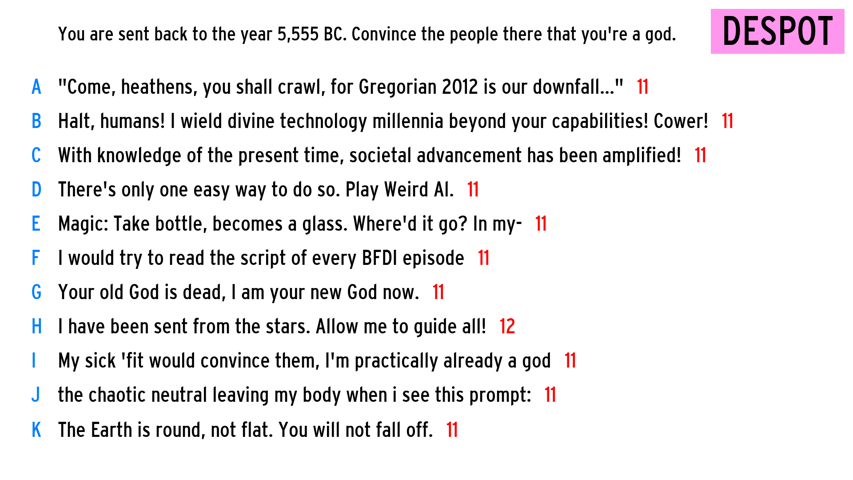 You are sent back to the year 5,555 BC. Convince the people there that you're a god.
DESPOT
A "Come, heathens, you shall crawl, for Gregorian 2012 is our downfall..." 11
B Halt, humans! I wield divine technology millennia beyond your capabilities! Cower! 11
C With knowledge of the present time, societal advancement has been amplified! 11
D There's only one easy way to do so. Play Weird Al. 11
E Magic: Take bottle, becomes a glass. Where'd it go? In my- 11
F I would try to read the script of every BFDI episode 11
G Your old God is dead, I am your new God now. 11
H I have been sent from the stars. Allow me to guide all! 12
I My sick 'fit would convince them, I'm practically already a god 11
J the chaotic neutral leaving my body when i see this prompt: 11
K The Earth is round, not flat. You will not fall off. 11